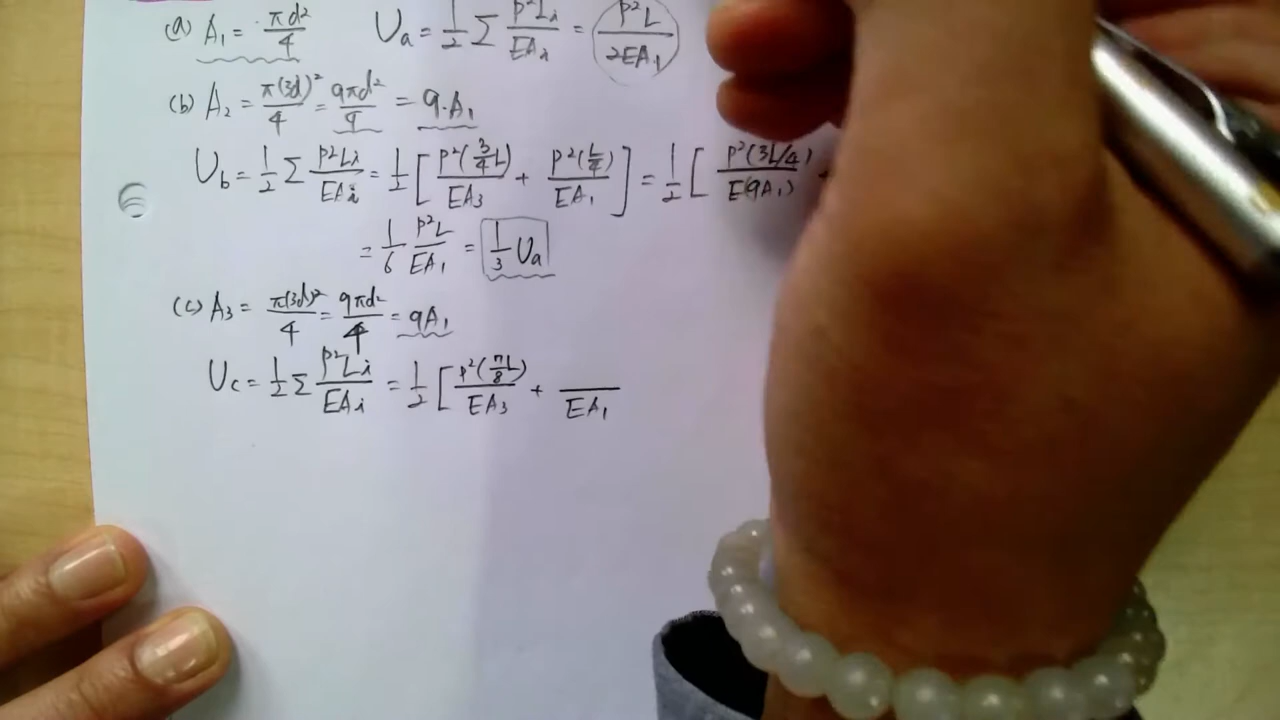 (a) A₁ = πd²/4 Uₐ = 1/2 Σ P²Lᵢ/EAᵢ = P²L/2EA₁
(b) A₂ = π(3d)²/4 = 9πd²/9 = 9·A₁
U_b = 1/2 Σ P²Lᵢ/EAᵢ = 1/2 [ P²(3/4 L)/EA₃ + P²(L/4)/EA₁ ] = 1/2 [ P²(3L/4)/E(9A₁)
= 1/6 P²L/EA₁ = 1/3 Uₐ
(c) A₃ = π(3d)²/4 = 9πd²/4 = 9A₁
U_c = 1/2 Σ P²Lᵢ/EAᵢ = 1/2 [ P²(7L/8)/EA₃ + /EA₁